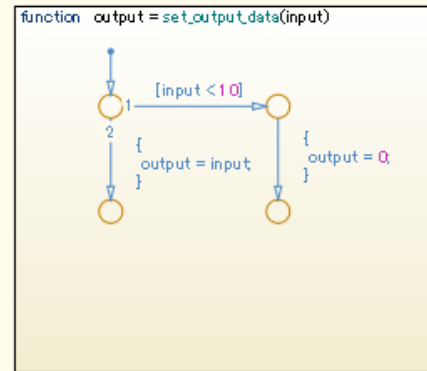 function output = set_output_data(input)
1
[input < 10]
2
{
output = input;
}
{
output = 0;
}